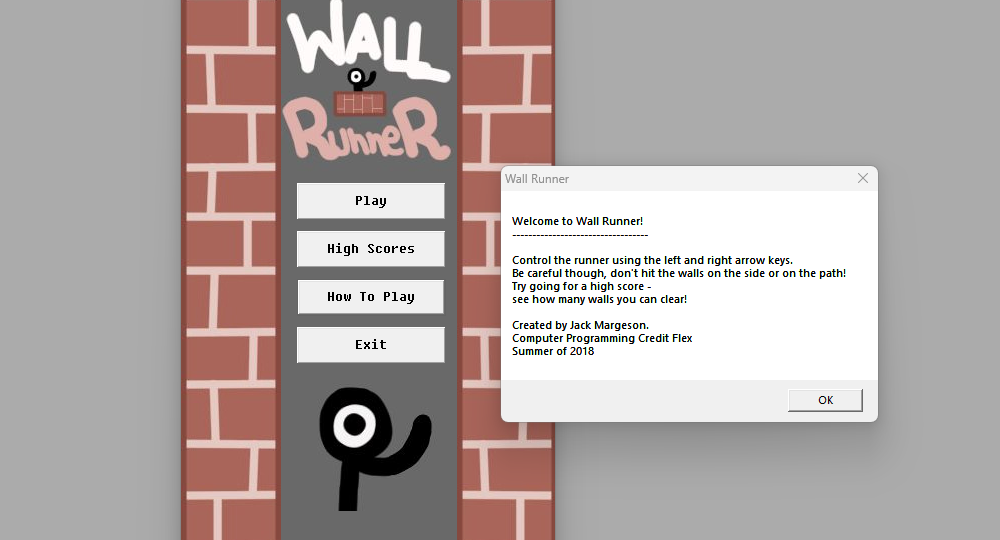 WALL
RunneR
Play
High Scores
How To Play
Exit
Wall Runner
Welcome to Wall Runner!
----------------------------------
Control the runner using the left and right arrow keys.
Be careful though, don't hit the walls on the side or on the path!
Try going for a high score -
see how many walls you can clear!
Created by Jack Margeson.
Computer Programming Credit Flex
Summer of 2018
OK